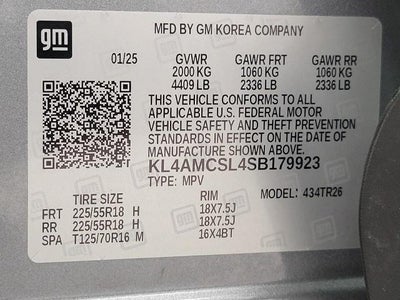 gm
MFD BY GM KOREA COMPANY
01/25 GVWR GAWR FRT GAWR RR
2000 KG 1060 KG 1060 KG
4409 LB 2336 LB 2336 LB
THIS VEHICLE CONFORMS TO ALL
APPLICABLE U.S. FEDERAL MOTOR
VEHICLE SAFETY AND THEFT PREVENTION
STANDARDS IN EFFECT ON THE DATE OF
MANUFACTURE SHOWN ABOVE.
KL4AMCSL4SB179923
TYPE: MPV
TIRE SIZE RIM MODEL: 434TR26
FRT 225/55R18 H 18X7.5J
RR 225/55R18 H 18X7.5J
SPA T125/70R16 M 16X4BT